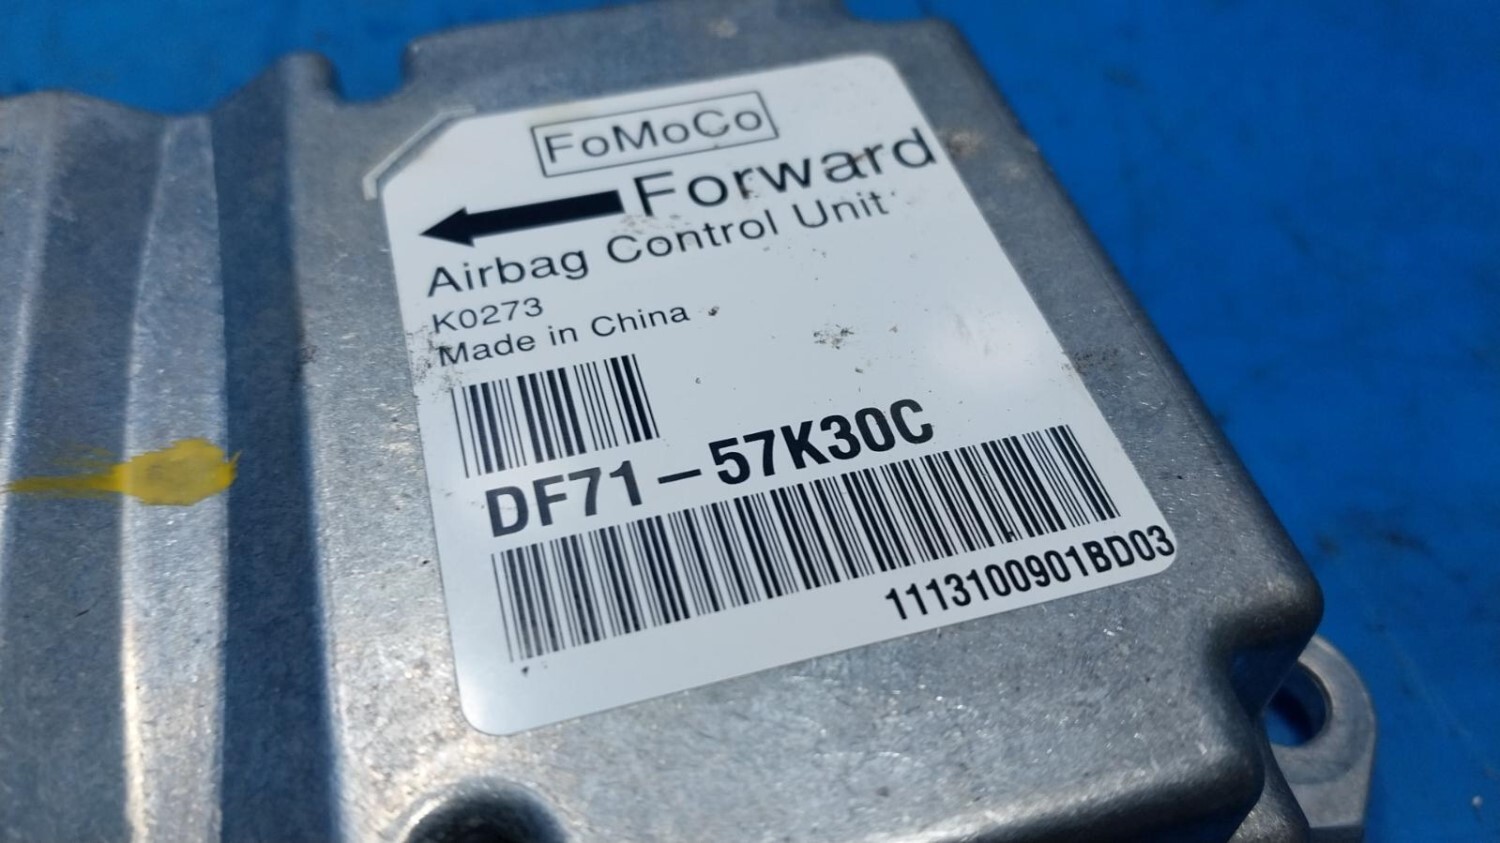 FoMoCo
Forward
Airbag Control Unit
K0273
Made in China
DF71-57K30C
1113100901BD03